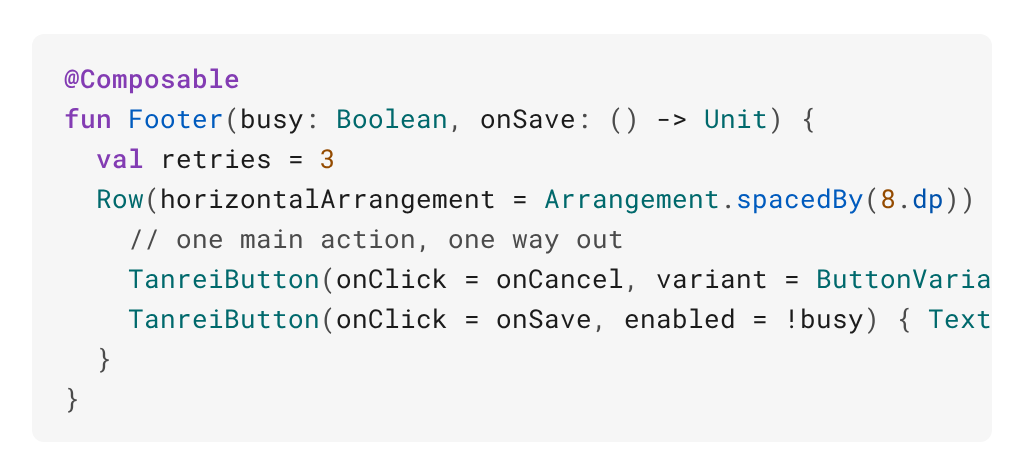 @Composable
fun Footer(busy: Boolean, onSave: () -> Unit) {
  val retries = 3
  Row(horizontalArrangement = Arrangement.spacedBy(8.dp))
    // one main action, one way out
    TanreiButton(onClick = onCancel, variant = ButtonVaria
    TanreiButton(onClick = onSave, enabled = !busy) { Text
  }
}